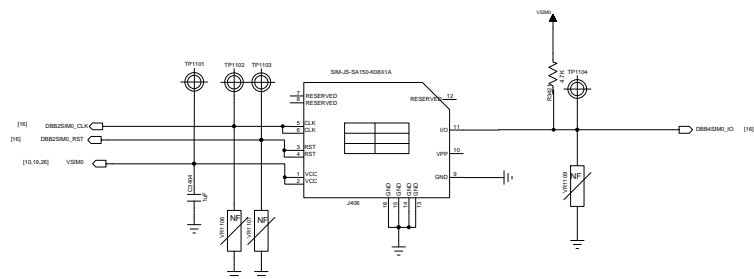 VSIM0
TP1101
TP1102
TP1103
SIM-JS-SA150-K08X1A
R3421
4.7K
TP1104
7
RESERVED
8
RESERVED
RESERVED
12
[16]
DBB2SIM0_CLK
5
CLK
6
CLK
I/O
11
DBB4SIM0_IO
[16]
[16]
DBB2SIM0_RST
3
RST
4
RST
VPP
10
[10,19,26]
VSIM0
1
VCC
2
VCC
GND
9
C3404
1uF
GND
GND
GND
GND
16
15
14
13
J406
VR1106
NF
VR1107
NF
VR1109
NF